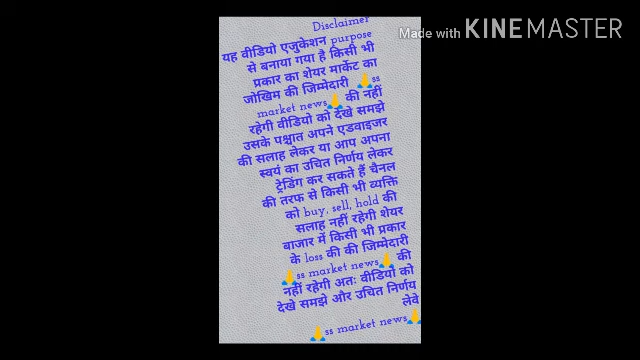 Made with KINEMASTER
Disclaimer
यह वीडियो एजुकेशन purpose
से बनाया गया है किसी भी
प्रकार का शेयर मार्केट का
जोखिम की जिम्मेदारी 🙏ss
market news🙏 की नहीं
रहेगी वीडियो को देखे समझे
उसके पश्चात अपने एडवाइजर
की सलाह लेकर या आप अपना
स्वयं का उचित निर्णय लेकर
ट्रेडिंग कर सकते हैं चैनल
की तरफ से किसी भी व्यक्ति
को buy, sell, hold की
सलाह नहीं रहेगी शेयर
बाजार में किसी भी प्रकार
के loss की की जिम्मेदारी
🙏ss market news🙏 की
नहीं रहेगी अतः वीडियो को
देखे समझे और उचित निर्णय
लेवे
🙏ss market news🙏